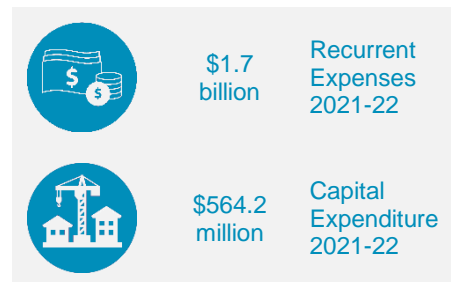 $
$
$1.7
billion
Recurrent
Expenses
2021-22
$564.2
million
Capital
Expenditure
2021-22